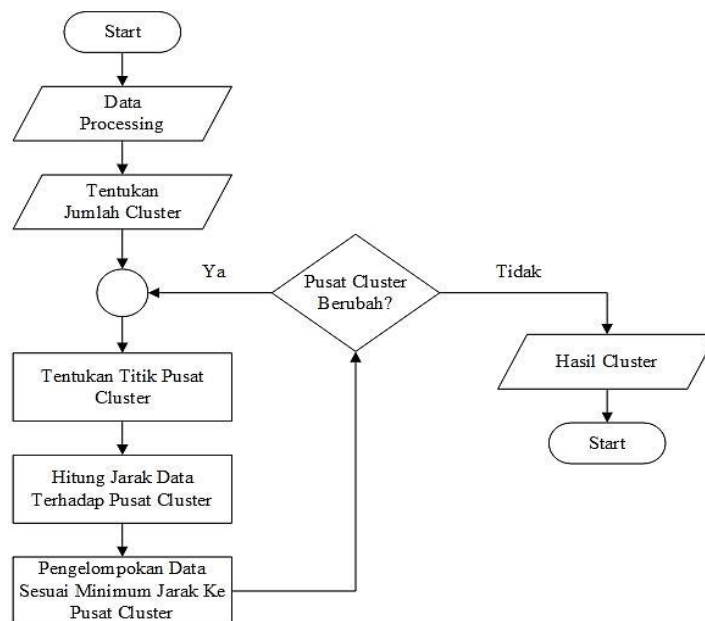 Start
Data
Processing
Tentukan
Jumlah Cluster
Ya
Pusat Cluster
Berubah?
Tidak
Tentukan Titik Pusat
Cluster
Hasil Cluster
Start
Hitung Jarak Data
Terhadap Pusat Cluster
Pengelompokan Data
Sesuai Minimum Jarak Ke
Pusat Cluster